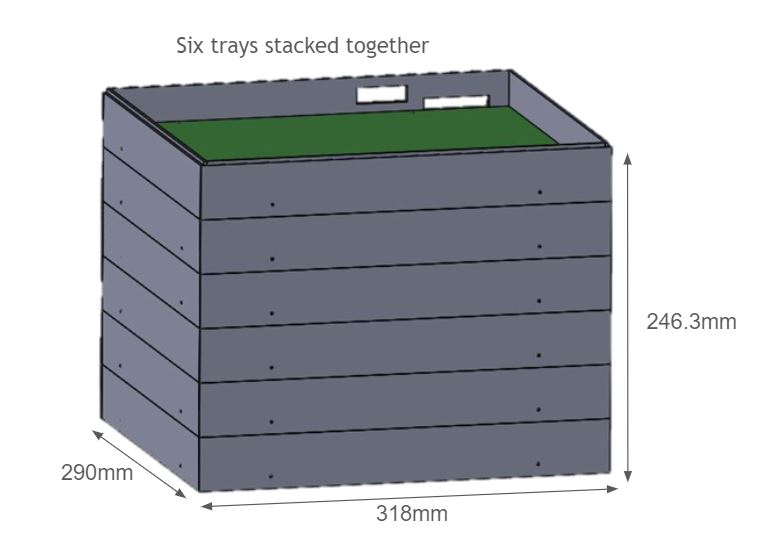 Six trays stacked together
246.3mm
290mm
318mm